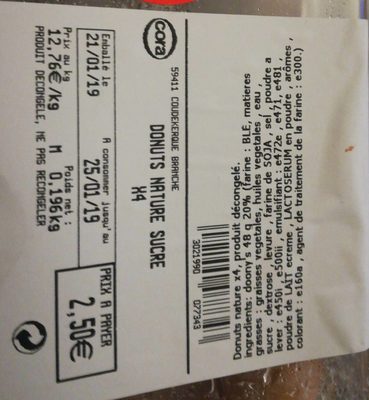 cora
59411 COUDEKERQUE BRANCHE
DONUTS NATURE SUCRE
X4
Emballé le
21/01/19
A consommer jusqu'au
25/01/19
Prix au kg
12,76€/kg
Poids net :
M 0,196kg
PRODUIT DECONGELE, NE PAS RECONGELER
PRIX A PAYER
2,50€
3021990 077343
Donuts nature x4, produit décongelé.
ingredients: doony's 48 q 20% (farine : BLE, matieres
grasses : graisses vegetales, huiles vegetales, eau ,
sucre , dextrose , levure , farine de SOJA , sel, poudre a
lever : e450i, e500ii , emulsifiant : e472e , e471, e481 ,
poudre de LAIT ecreme , LACTOSERUM en poudre , arômes ,
colorant : e160a , agent de traitement de la farine : e300.)